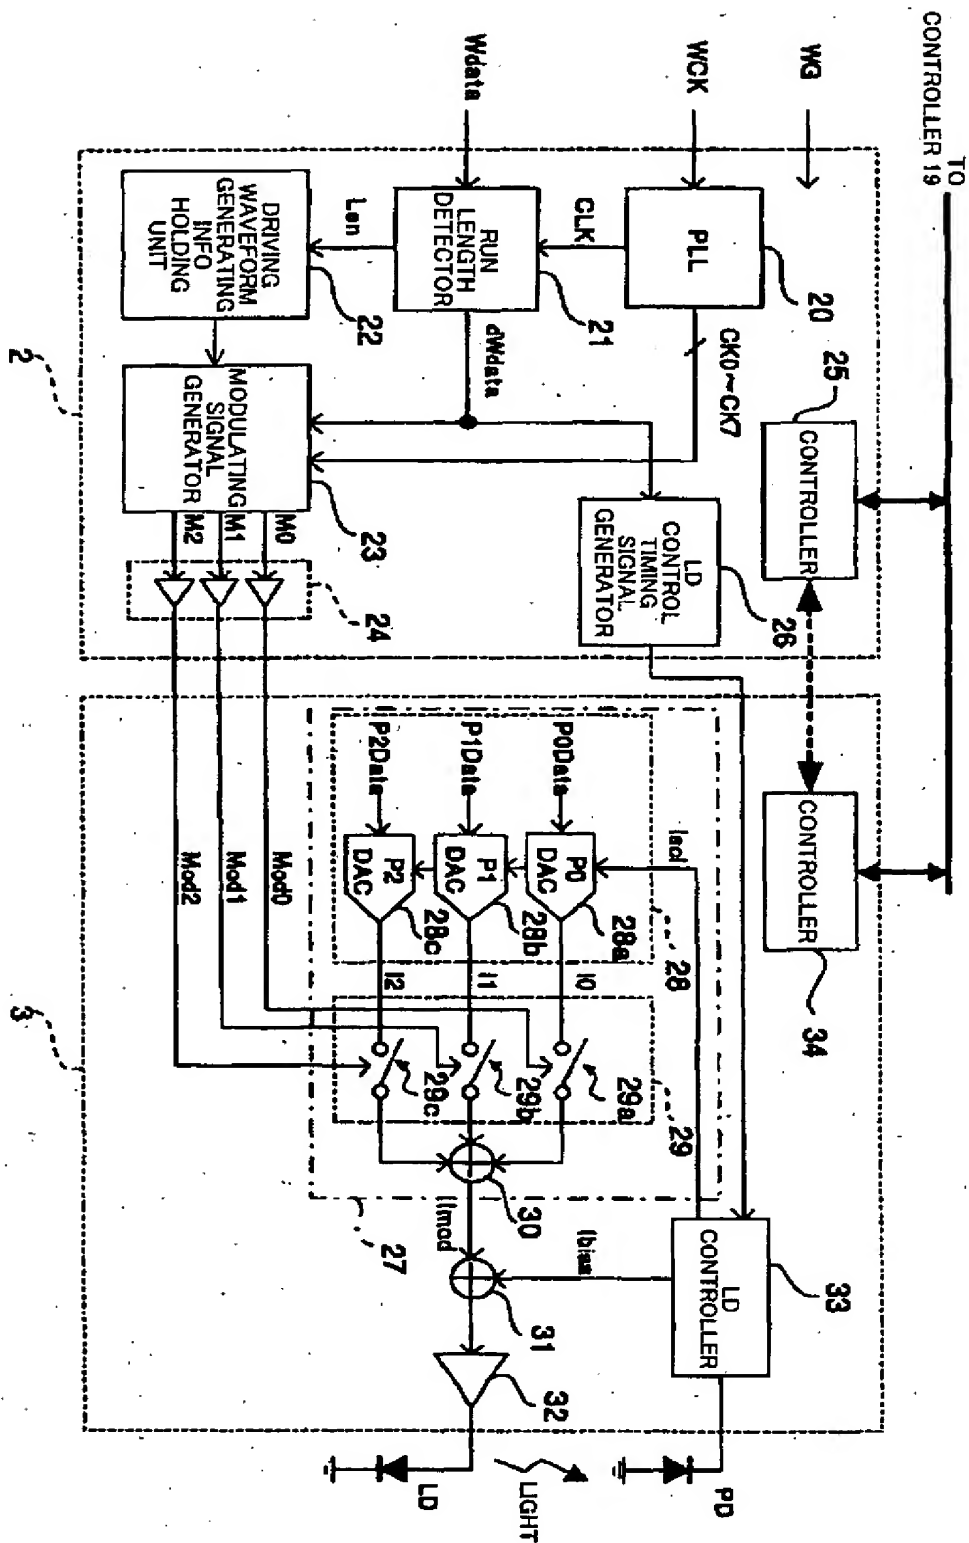 TO
CONTROLLER 19
WG
WCK
Wdata
PLL
20
CLK
CK0~CK7
RUN
LENGTH
DETECTOR
21
Len
dWdata
DRIVING
WAVEFORM
GENERATING
INFO
HOLDING
UNIT
22
MODULATING
SIGNAL
GENERATOR
23
M0
M1
M2
24
25
CONTROLLER
LD
CONTROL
TIMING
SIGNAL
GENERATOR
26
2
CONTROLLER
34
Iscl
P0Data
P1Data
P2Data
P0
DAC
28a
P1
DAC
28b
P2
DAC
28c
28
I0
I1
I2
Mod0
Mod1
Mod2
29a
29b
29c
29
30
27
IImod
Ibias
31
32
LD
CONTROLLER
33
3
PD
LIGHT
LD